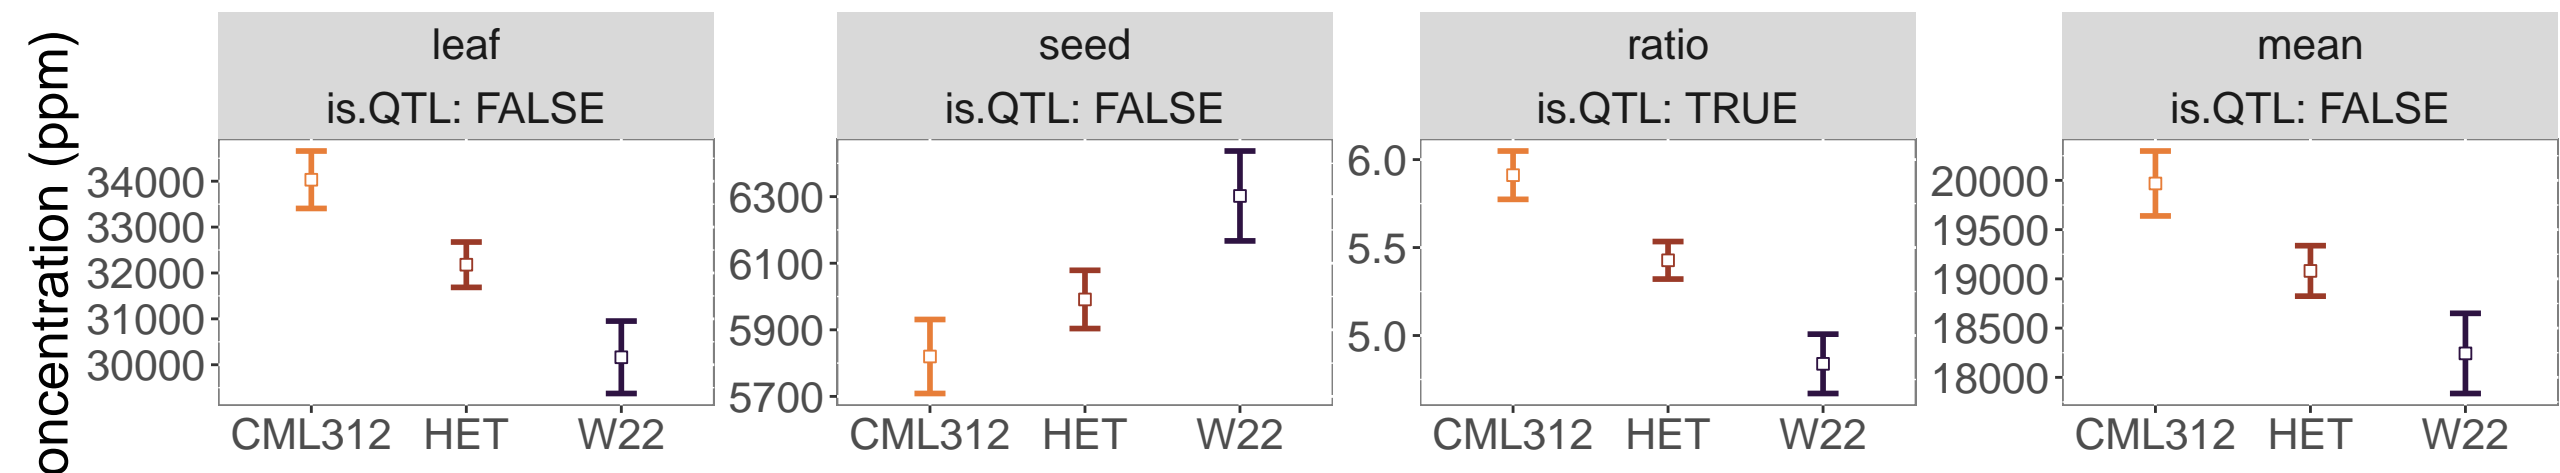 oncentration (ppm)
leaf
is.QTL: FALSE
34000
33000
32000
31000
30000
CML312 HET W22
seed
is.QTL: FALSE
6300
6100
5900
5700
CML312 HET W22
ratio
is.QTL: TRUE
6.0
5.5
5.0
CML312 HET W22
mean
is.QTL: FALSE
20000
19500
19000
18500
18000
CML312 HET W22